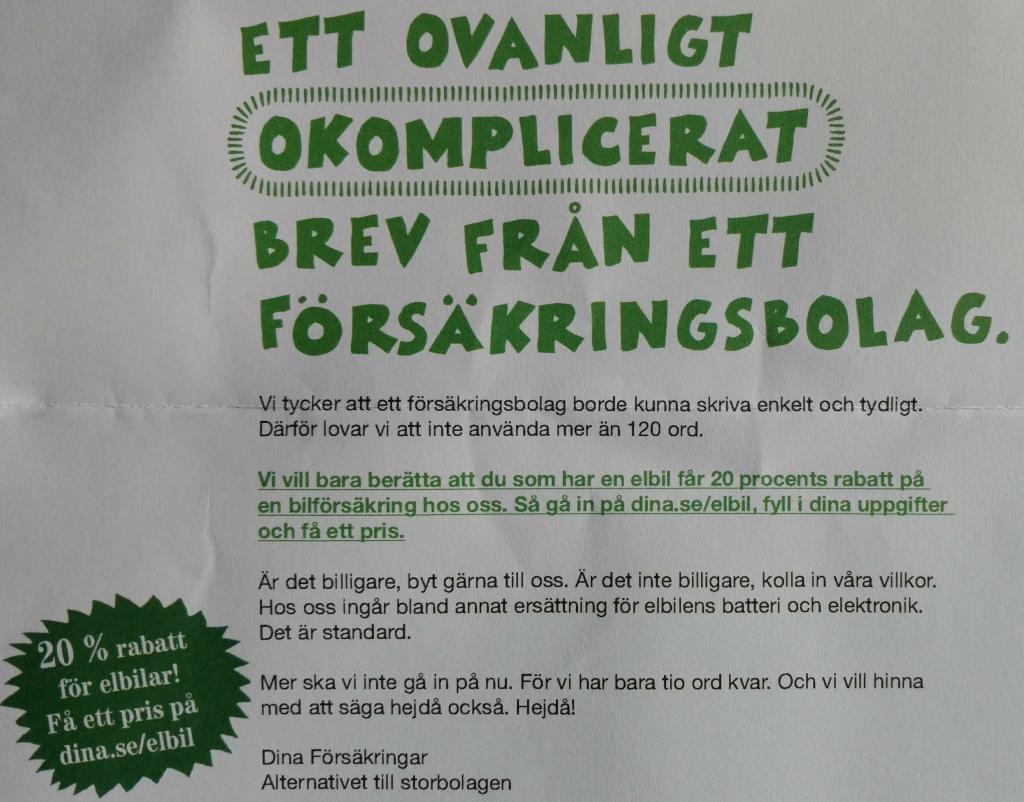 ETT OVANLIGT
OKOMPLICERAT
BREV FRÅN ETT
FÖRSÄKRINGSBOLAG.
Vi tycker att ett försäkringsbolag borde kunna skriva enkelt och tydligt.
Därför lovar vi att inte använda mer än 120 ord.
Vi vill bara berätta att du som har en elbil får 20 procents rabatt på
en bilförsäkring hos oss. Så gå in på dina.se/elbil, fyll i dina uppgifter
och få ett pris.
Är det billigare, byt gärna till oss. Är det inte billigare, kolla in våra villkor.
Hos oss ingår bland annat ersättning för elbilens batteri och elektronik.
Det är standard.
Mer ska vi inte gå in på nu. För vi har bara tio ord kvar. Och vi vill hinna
med att säga hejdå också. Hejdå!
Dina Försäkringar
Alternativet till storbolagen
20 % rabatt
för elbilar!
Få ett pris på
dina.se/elbil